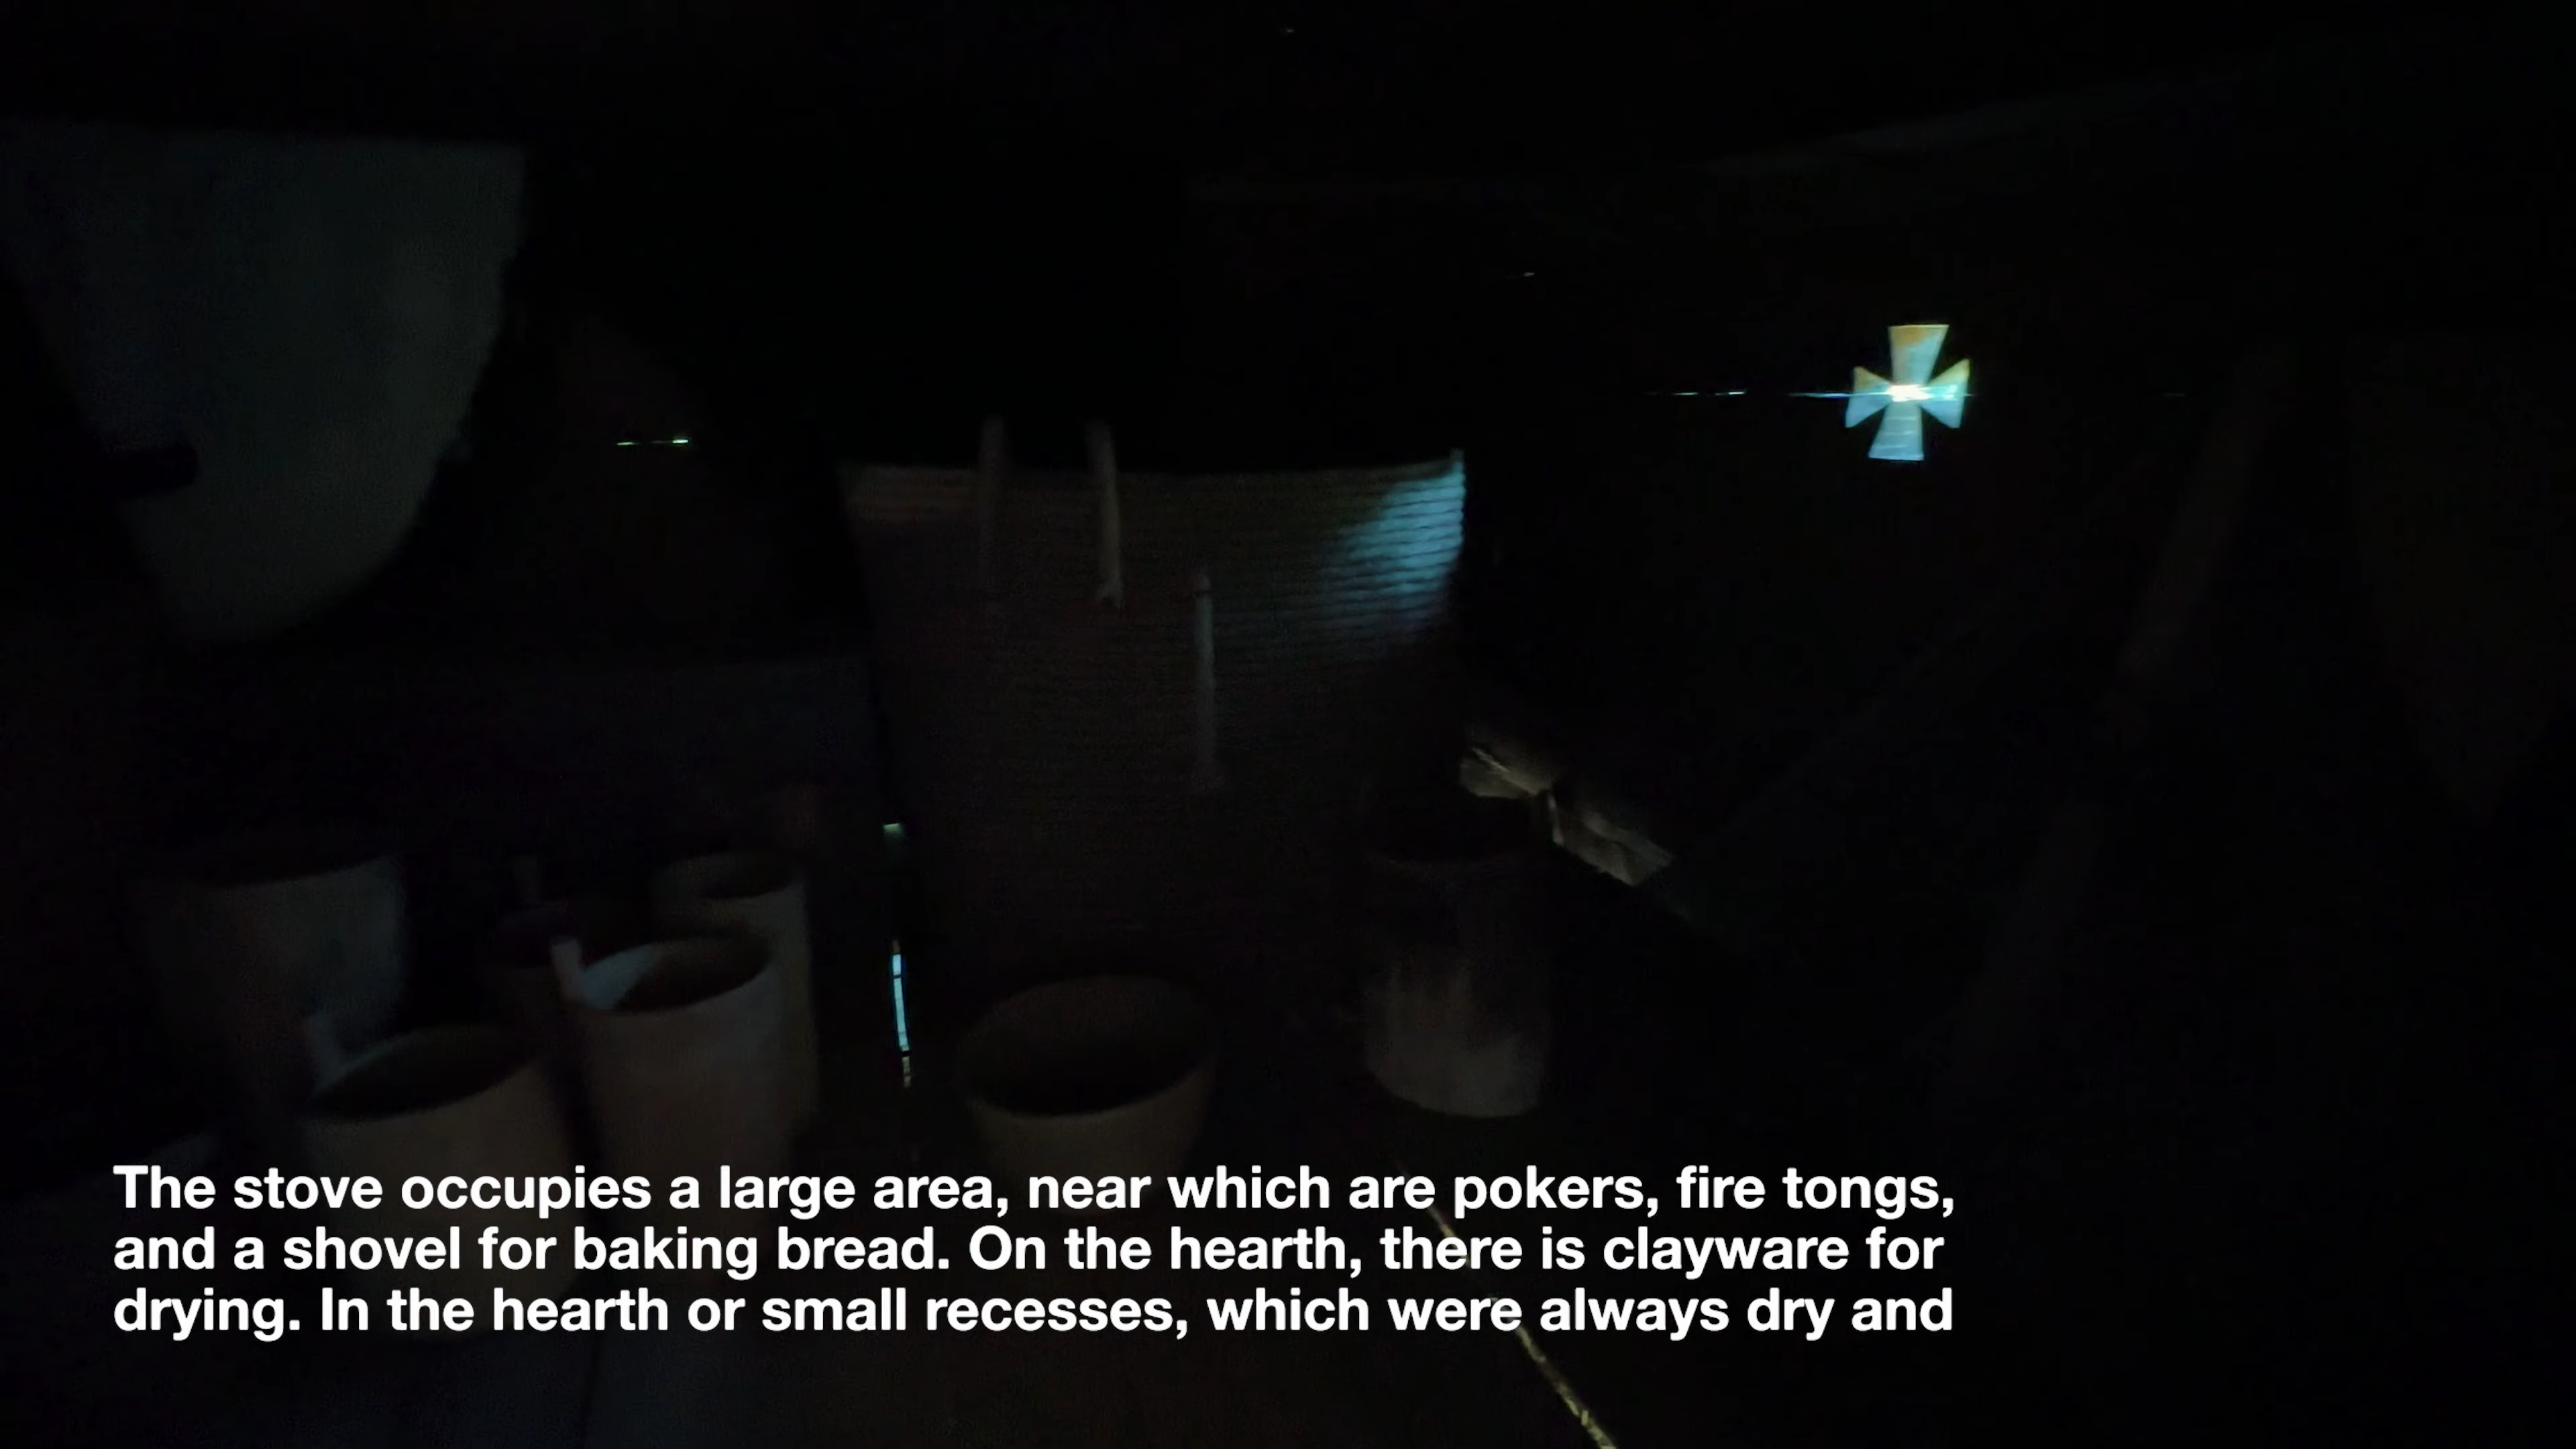 The stove occupies a large area, near which are pokers, fire tongs,
and a shovel for baking bread. On the hearth, there is clayware for
drying. In the hearth or small recesses, which were always dry and